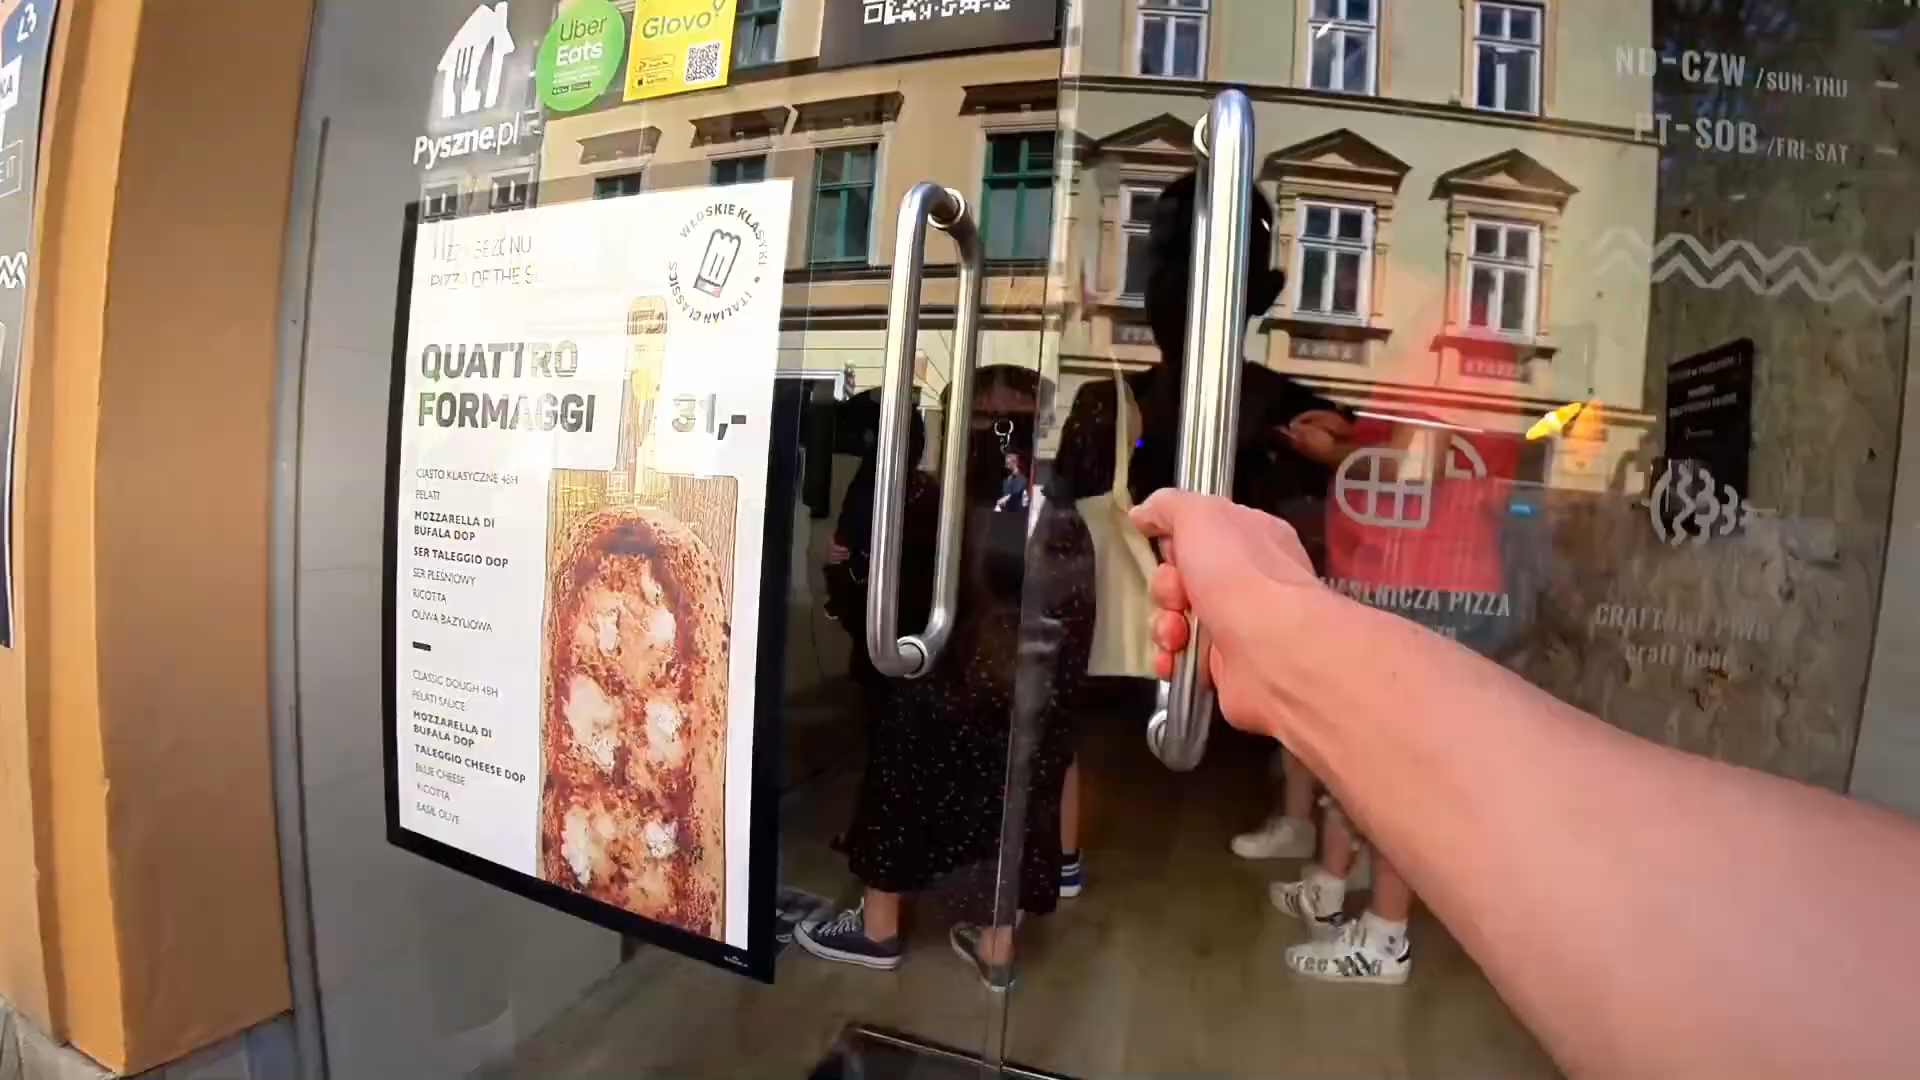 Uber
Eats
Glovo
Pyszne.pl
ND-CZW /SUN-THU –
PT-SOB /FRI-SAT –
WŁOSKIE KLASYKI • ITALIAN CLASSICS
SEZONU
PIZZA OF THE
QUATTRO
FORMAGGI
31,-
CIASTO KLASYCZNE 48H
PELATI
MOZZARELLA DI
BUFALA DOP
SER TALEGGIO DOP
SER PLEŚNIOWY
RICOTTA
OLIWA BAZYLIOWA
CLASSIC DOUGH 48H
PELATI SAUCE
MOZZARELLA DI
BUFALA DOP
TALEGGIO CHEESE DOP
BLUE CHEESE
RICOTTA
BASIL OLIVE
PIZZA
CRAFTOWE PIWO
craft beer